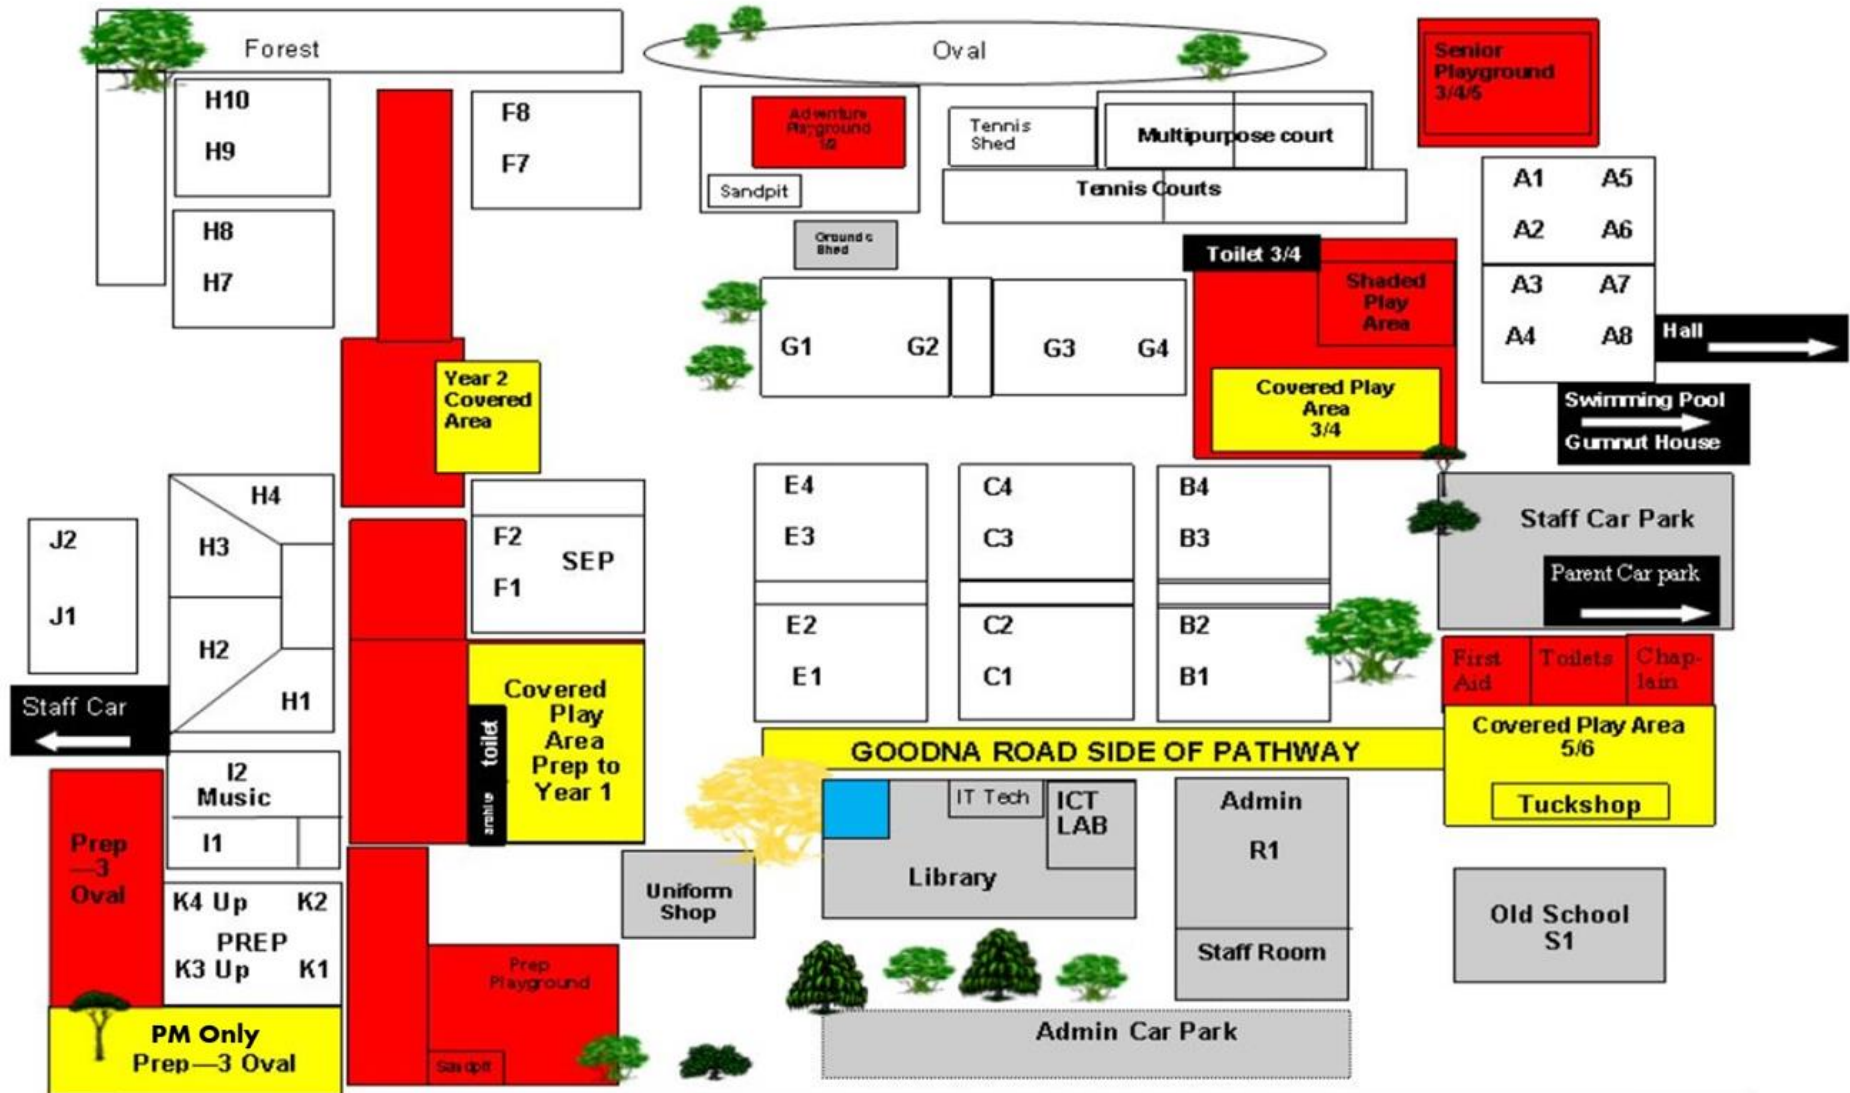 Forest
Oval
Senior
Playground
3/4/5
H10
H9
F8
F7
Adventure
Playground
Sandpit
Tennis
Shed
Multipurpose court
Tennis Courts
A1 A5
A2 A6
A3 A7
A4 A8
H8
H7
Grounds
Shed
Toilet 3/4
Shaded
Play
Area
G1 G2 G3 G4
Hall
Year 2
Covered
Area
Covered Play
Area
3/4
Swimming Pool
Gumnut House
H4
H3
H2
H1
J2
J1
F2
F1
SEP
E4
E3
E2
E1
C4
C3
C2
C1
B4
B3
B2
B1
Staff Car Park
Parent Car park
First
Aid
Toilets
Chap-
lain
Staff Car
Covered
Play
Area
Prep to
Year 1
toilet
GOODNA ROAD SIDE OF PATHWAY
Covered Play Area
5/6
Tuckshop
I2
Music
I1
Prep
—3
Oval
IT Tech
ICT
LAB
Library
Admin
R1
Staff Room
Uniform
Shop
Old School
S1
K4 Up K2
PREP
K3 Up K1
Prep
Playground
Sandpit
PM Only
Prep—3 Oval
Admin Car Park